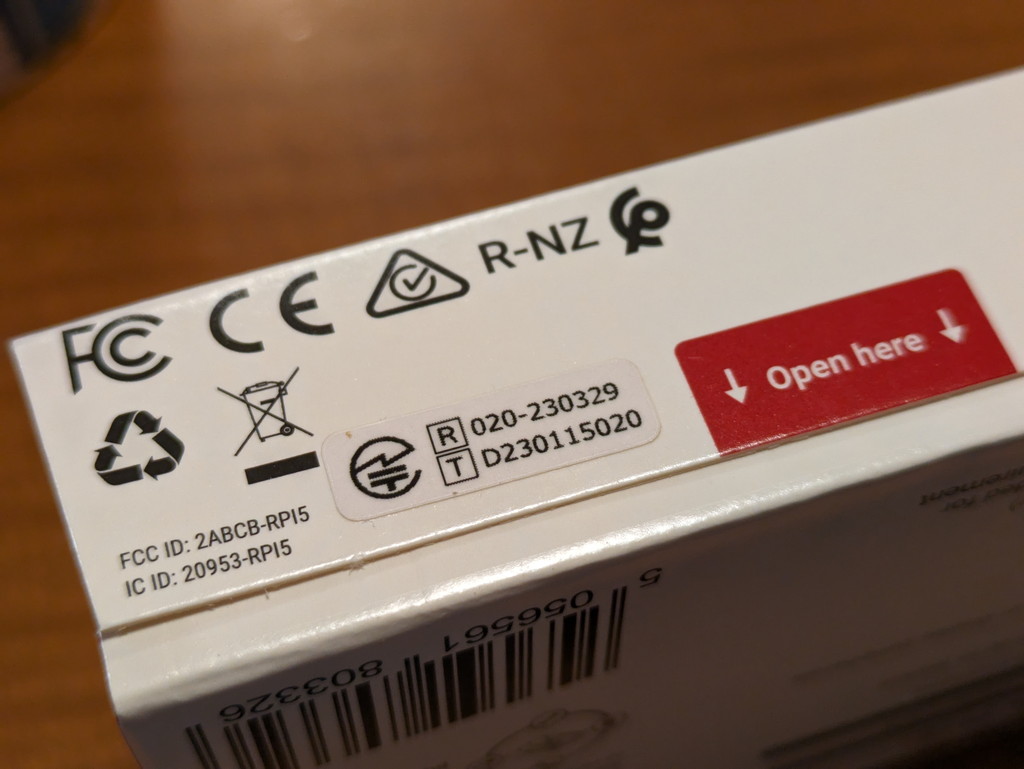 FC
CE
R-NZ
Open here
R 020-230329
T D230115020
FCC ID: 2ABCB-RPI5
IC ID: 20953-RPI5
5 056561 803326